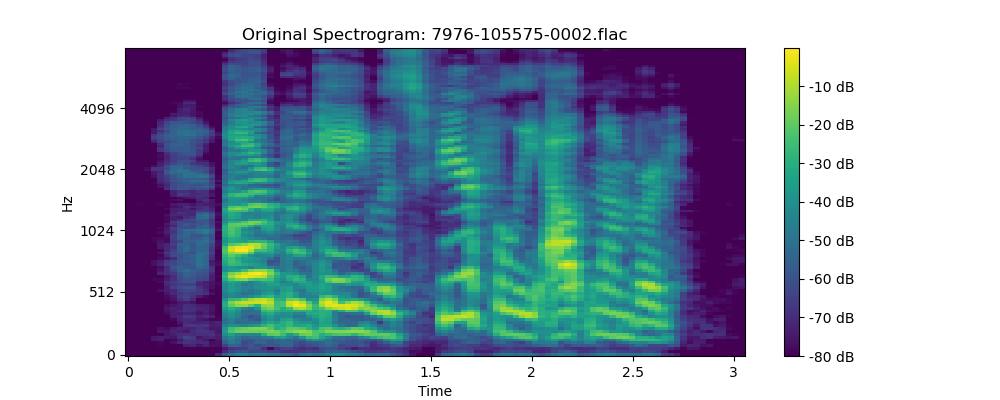 Original Spectrogram: 7976-105575-0002.flac
Hz
4096
2048
1024
512
0
0
0.5
1
1.5
2
2.5
3
Time
-10 dB
-20 dB
-30 dB
-40 dB
-50 dB
-60 dB
-70 dB
-80 dB